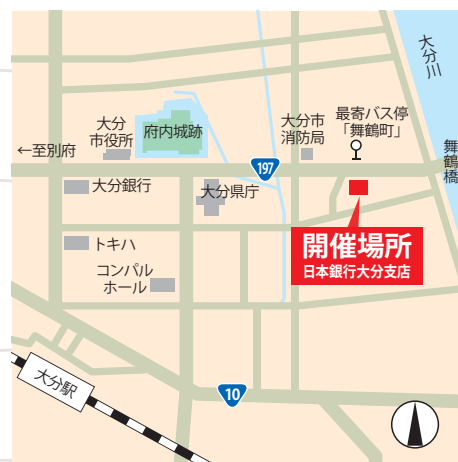 大分川
最寄バス停
「舞鶴町」
大分市
消防局
大分
市役所
府内城跡
舞鶴橋
←至別府
197
大分銀行
大分県庁
トキハ
開催場所
日本銀行大分支店
コンパル
ホール
大分駅
10